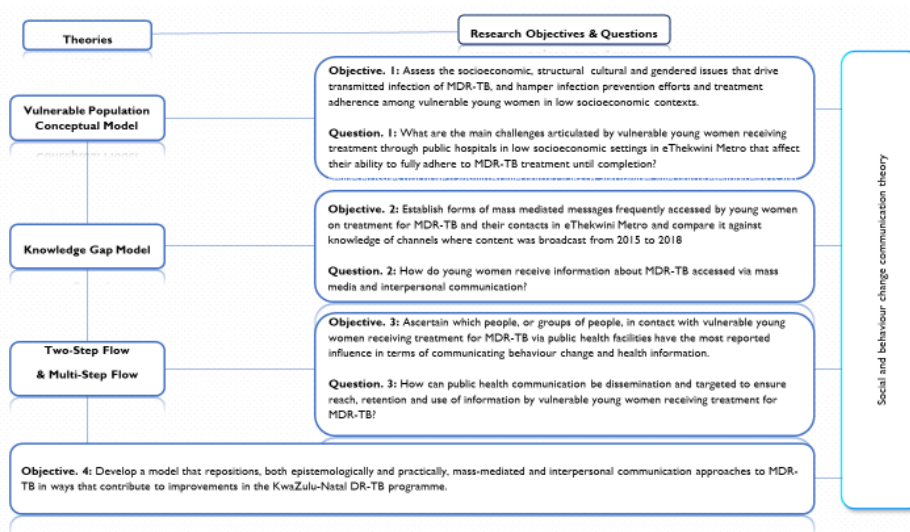 Theories
Research Objectives & Questions
Vulnerable Population
Conceptual Model
Objective. 1: Assess the socioeconomic, structural cultural and gendered issues that drive
transmitted infection of MDR-TB, and hamper infection prevention efforts and treatment
adherence among vulnerable young women in low socioeconomic contexts.
Question. 1: What are the main challenges articulated by vulnerable young women receiving
treatment through public hospitals in low socioeconomic settings in eThekwini Metro that affect
their ability to fully adhere to MDR-TB treatment until completion?
Knowledge Gap Model
Objective. 2: Establish forms of mass mediated messages frequently accessed by young women
on treatment for MDR-TB and their contacts in eThekwini Metro and compare it against
knowledge of channels where content was broadcast from 2015 to 2018
Question. 2: How do young women receive information about MDR-TB accessed via mass
media and interpersonal communication?
Two-Step Flow
& Multi-Step Flow
Objective. 3: Ascertain which people, or groups of people, in contact with vulnerable young
women receiving treatment for MDR-TB via public health facilities have the most reported
influence in terms of communicating behaviour change and health information.
Question. 3: How can public health communication be dissemination and targeted to ensure
reach, retention and use of information by vulnerable young women receiving treatment for
MDR-TB?
Objective. 4: Develop a model that repositions, both epistemologically and practically, mass-mediated and interpersonal communication approaches to MDR-
TB in ways that contribute to improvements in the KwaZulu-Natal DR-TB programme.
Social and behaviour change communication theory